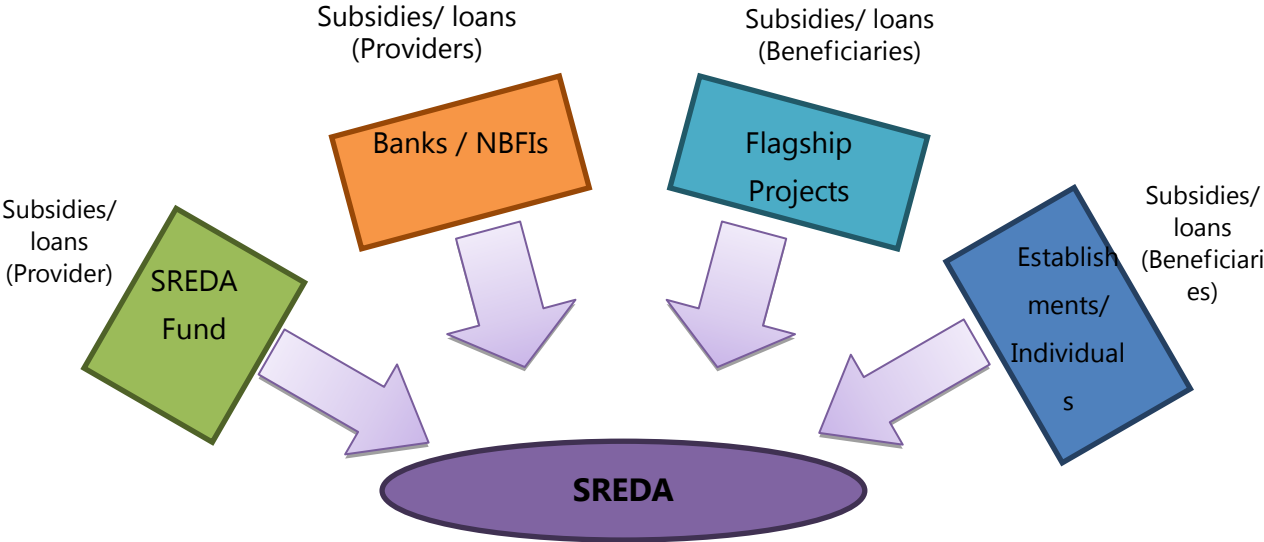 Subsidies/ loans
(Providers)
Subsidies/ loans
(Beneficiaries)
Banks / NBFIs
Flagship
Projects
Subsidies/
loans
(Provider)
SREDA
Fund
Establish
ments/
Individual
s
Subsidies/
loans
(Beneficiari
es)
SREDA